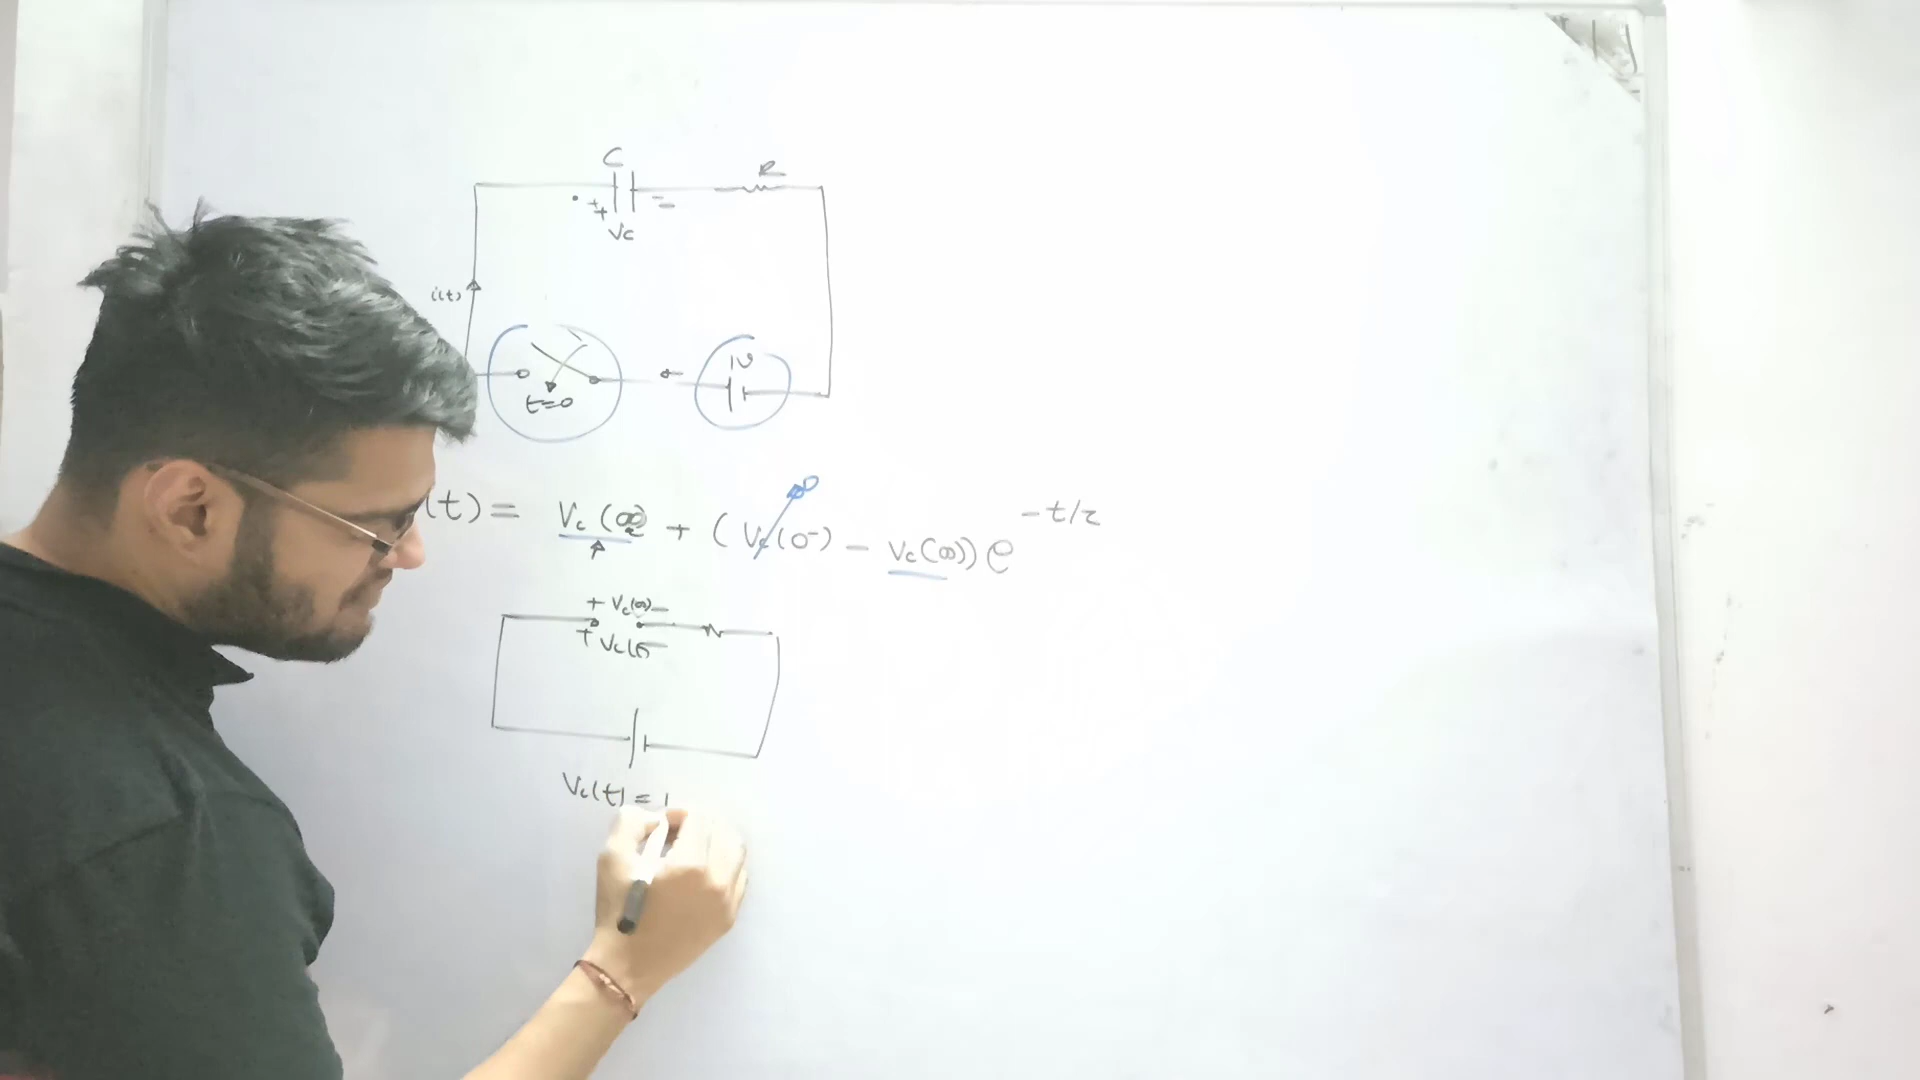 C
R
+
+ -
=
Vc
i(t)
1V
t=0
(t) = Vc(∞) + (Vc(0-) - Vc(∞)) e -t/τ
0
+ Vc(∞) -
+ Vc( -
Vc(t) = 1